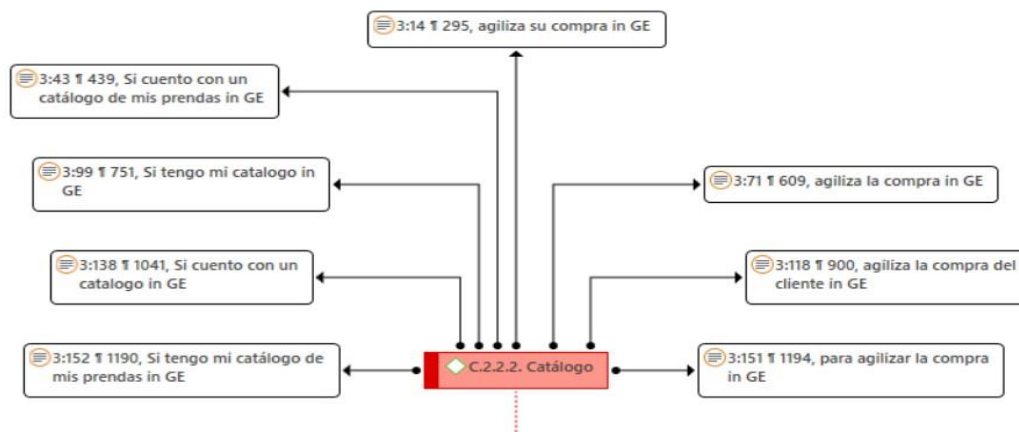 3:14 ¶ 295, agiliza su compra in GE
3:43 ¶ 439, Si cuento con un
catálogo de mis prendas in GE
3:99 ¶ 751, Si tengo mi catalogo in
GE
3:71 ¶ 609, agiliza la compra in GE
3:138 ¶ 1041, Si cuento con un
catalogo in GE
3:118 ¶ 900, agiliza la compra del
cliente in GE
3:152 ¶ 1190, Si tengo mi catálogo de
mis prendas in GE
C.2.2.2. Catálogo
3:151 ¶ 1194, para agilizar la compra
in GE